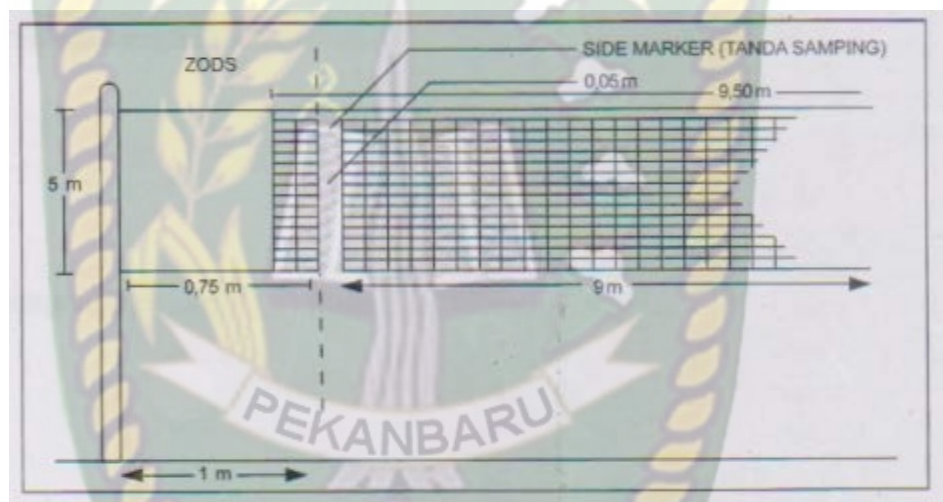 ZODS
SIDE MARKER (TANDA SAMPING)
0,05 m
9,50 m
5 m
0,75 m
9 m
PEKANBARU
1 m